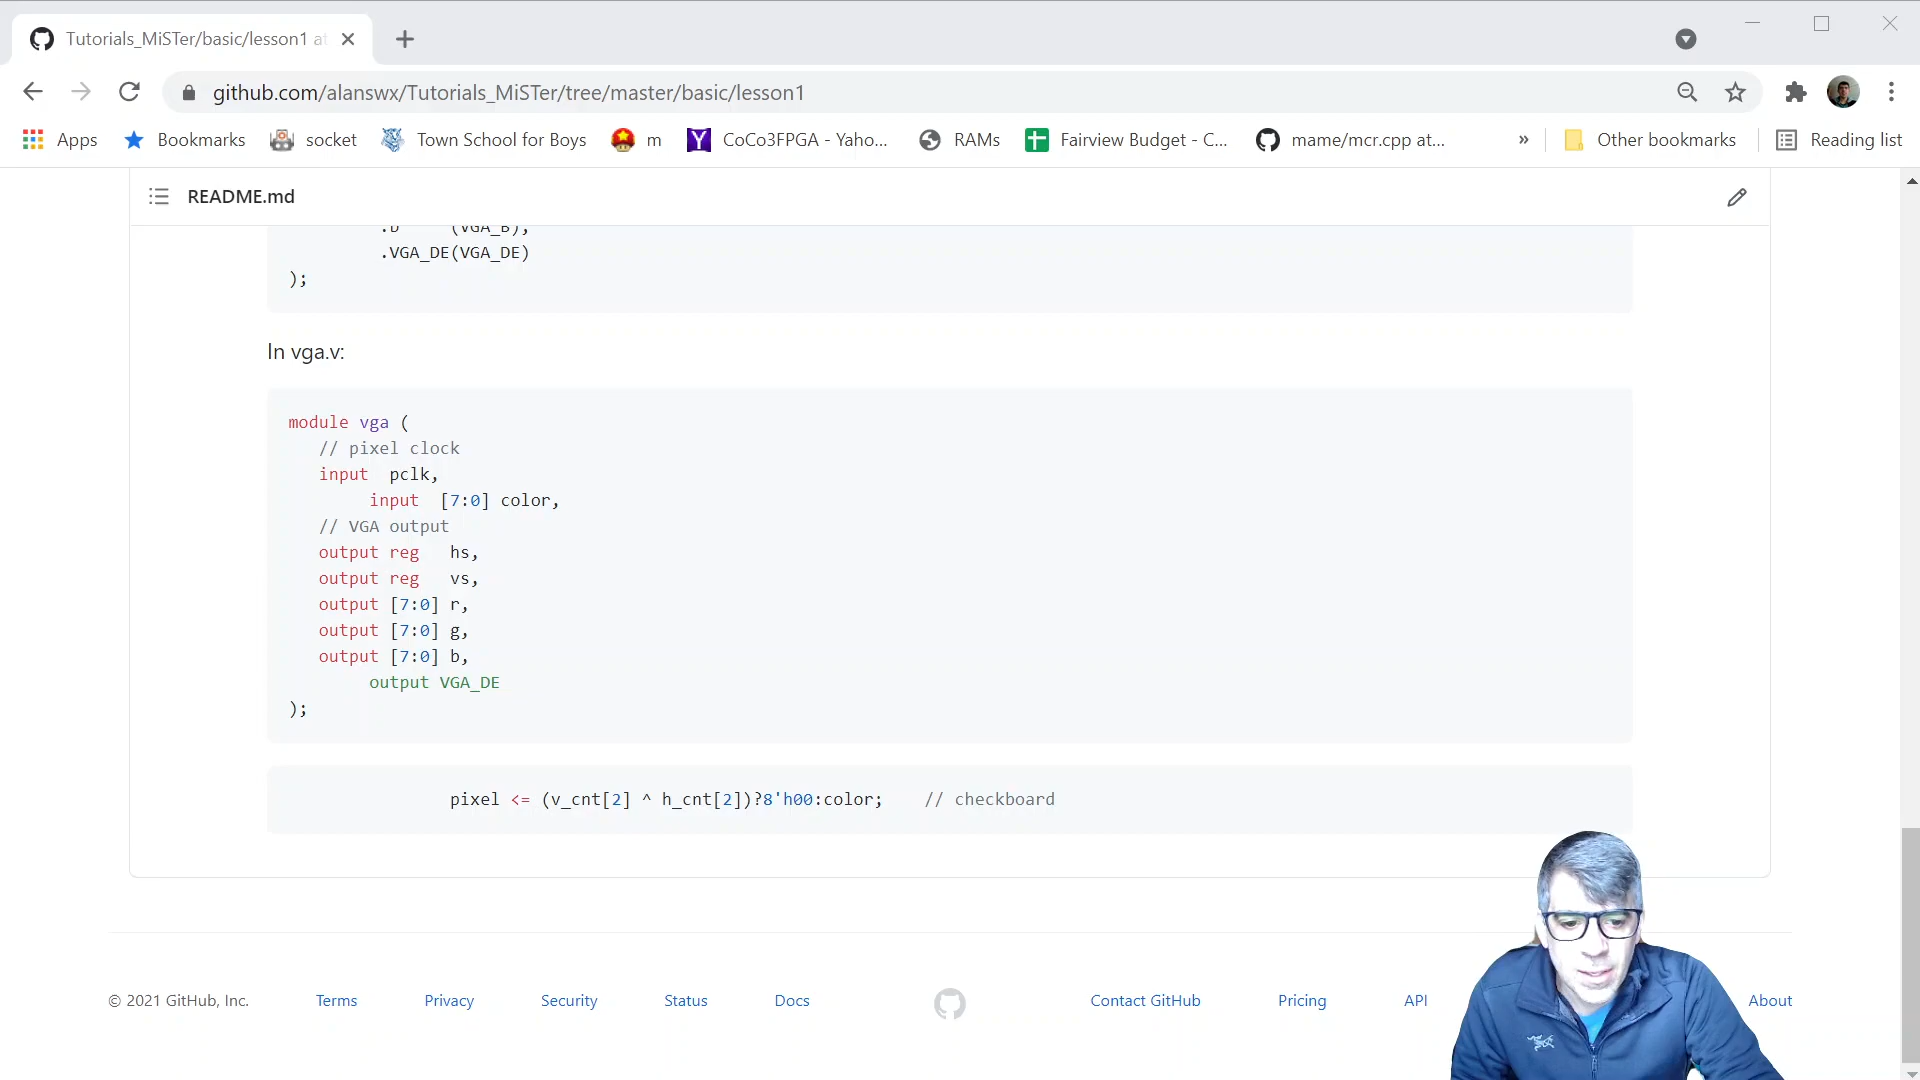 Tutorials_MiSTer/basic/lesson1 at
github.com/alanswx/Tutorials_MiSTer/tree/master/basic/lesson1
Apps Bookmarks socket Town School for Boys m CoCo3FPGA - Yaho... RAMs Fairview Budget - C... mame/mcr.cpp at... » Other bookmarks Reading list
README.md
.b (VGA_B),
.VGA_DE(VGA_DE)
);
In vga.v:
module vga (
// pixel clock
input pclk,
input [7:0] color,
// VGA output
output reg hs,
output reg vs,
output [7:0] r,
output [7:0] g,
output [7:0] b,
output VGA_DE
);
pixel <= (v_cnt[2] ^ h_cnt[2])?8'h00:color; // checkboard
© 2021 GitHub, Inc. Terms Privacy Security Status Docs Contact GitHub Pricing API About